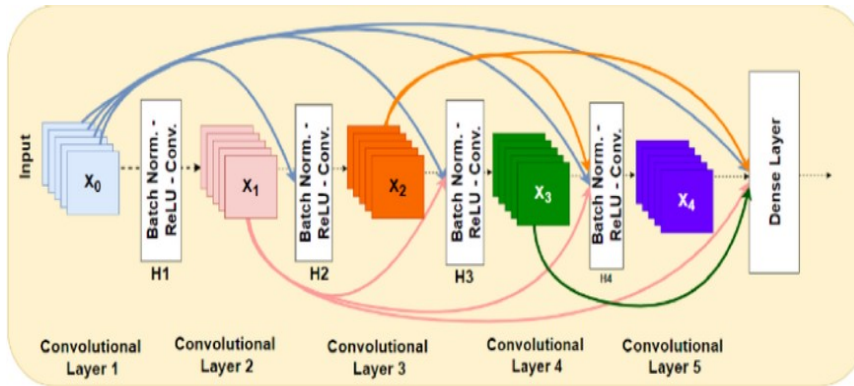 Input
X0
Batch Norm. -
ReLU - Conv.
H1
X1
Batch Norm. -
ReLU - Conv.
H2
X2
Batch Norm. -
ReLU - Conv.
H3
X3
Batch Norm. -
ReLU - Conv.
H4
X4
Dense Layer
Convolutional
Layer 1
Convolutional
Layer 2
Convolutional
Layer 3
Convolutional
Layer 4
Convolutional
Layer 5